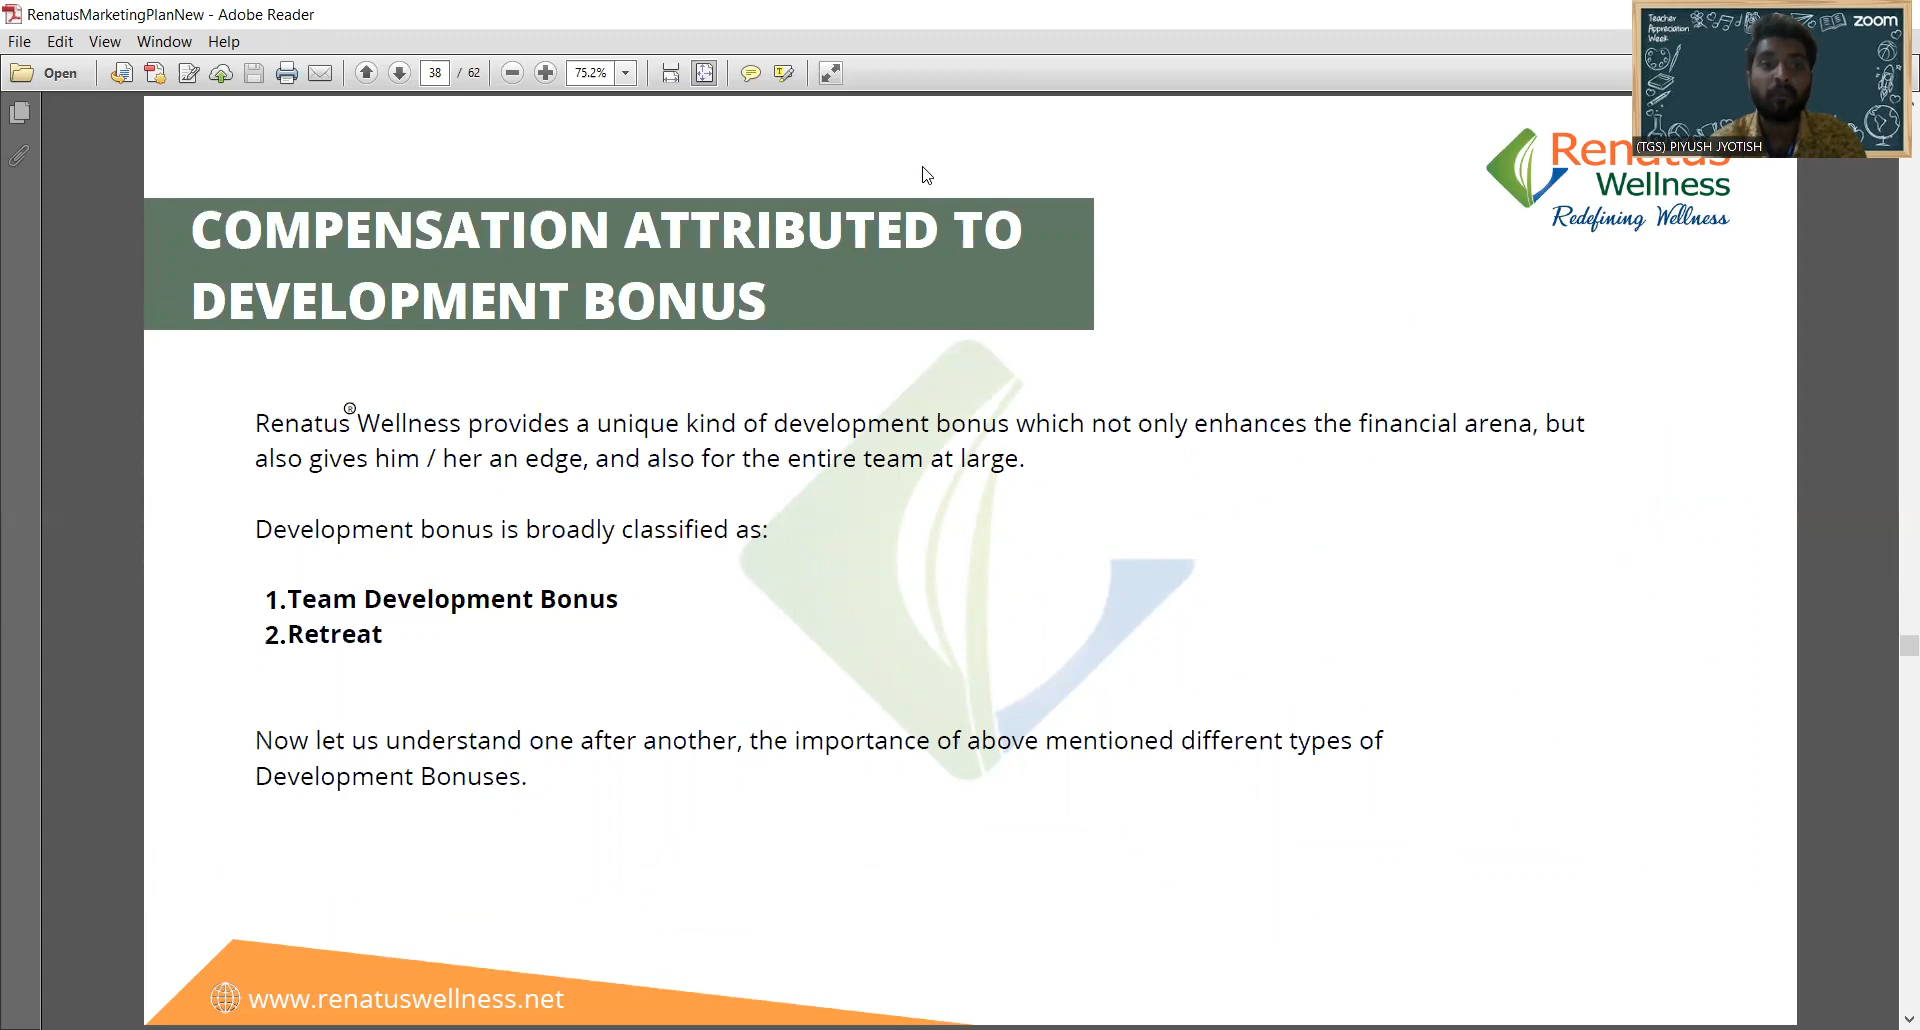 RenatusMarketingPlanNew - Adobe Reader
File Edit View Window Help
Open 38 / 62 75.2%
Teacher
Appreciation
Week
zoom
(TGS) PIYUSH JYOTISH
Renatus
Wellness
Redefining Wellness
COMPENSATION ATTRIBUTED TO
DEVELOPMENT BONUS
Renatus® Wellness provides a unique kind of development bonus which not only enhances the financial arena, but
also gives him / her an edge, and also for the entire team at large.
Development bonus is broadly classified as:
1.Team Development Bonus
2.Retreat
Now let us understand one after another, the importance of above mentioned different types of
Development Bonuses.
www.renatuswellness.net